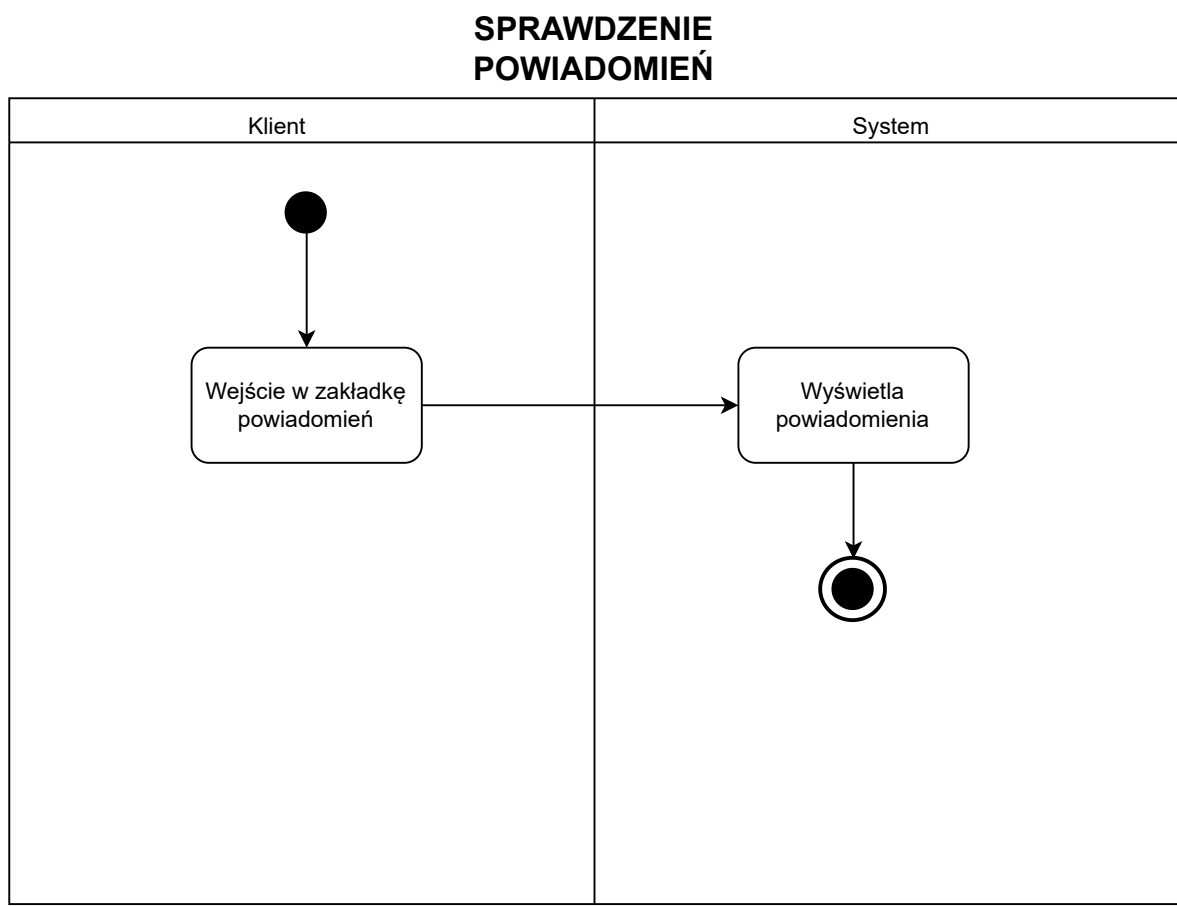 SPRAWDZENIE
POWIADOMIEŃ
Klient
System
Wejście w zakładkę
powiadomień
Wyświetla
powiadomienia